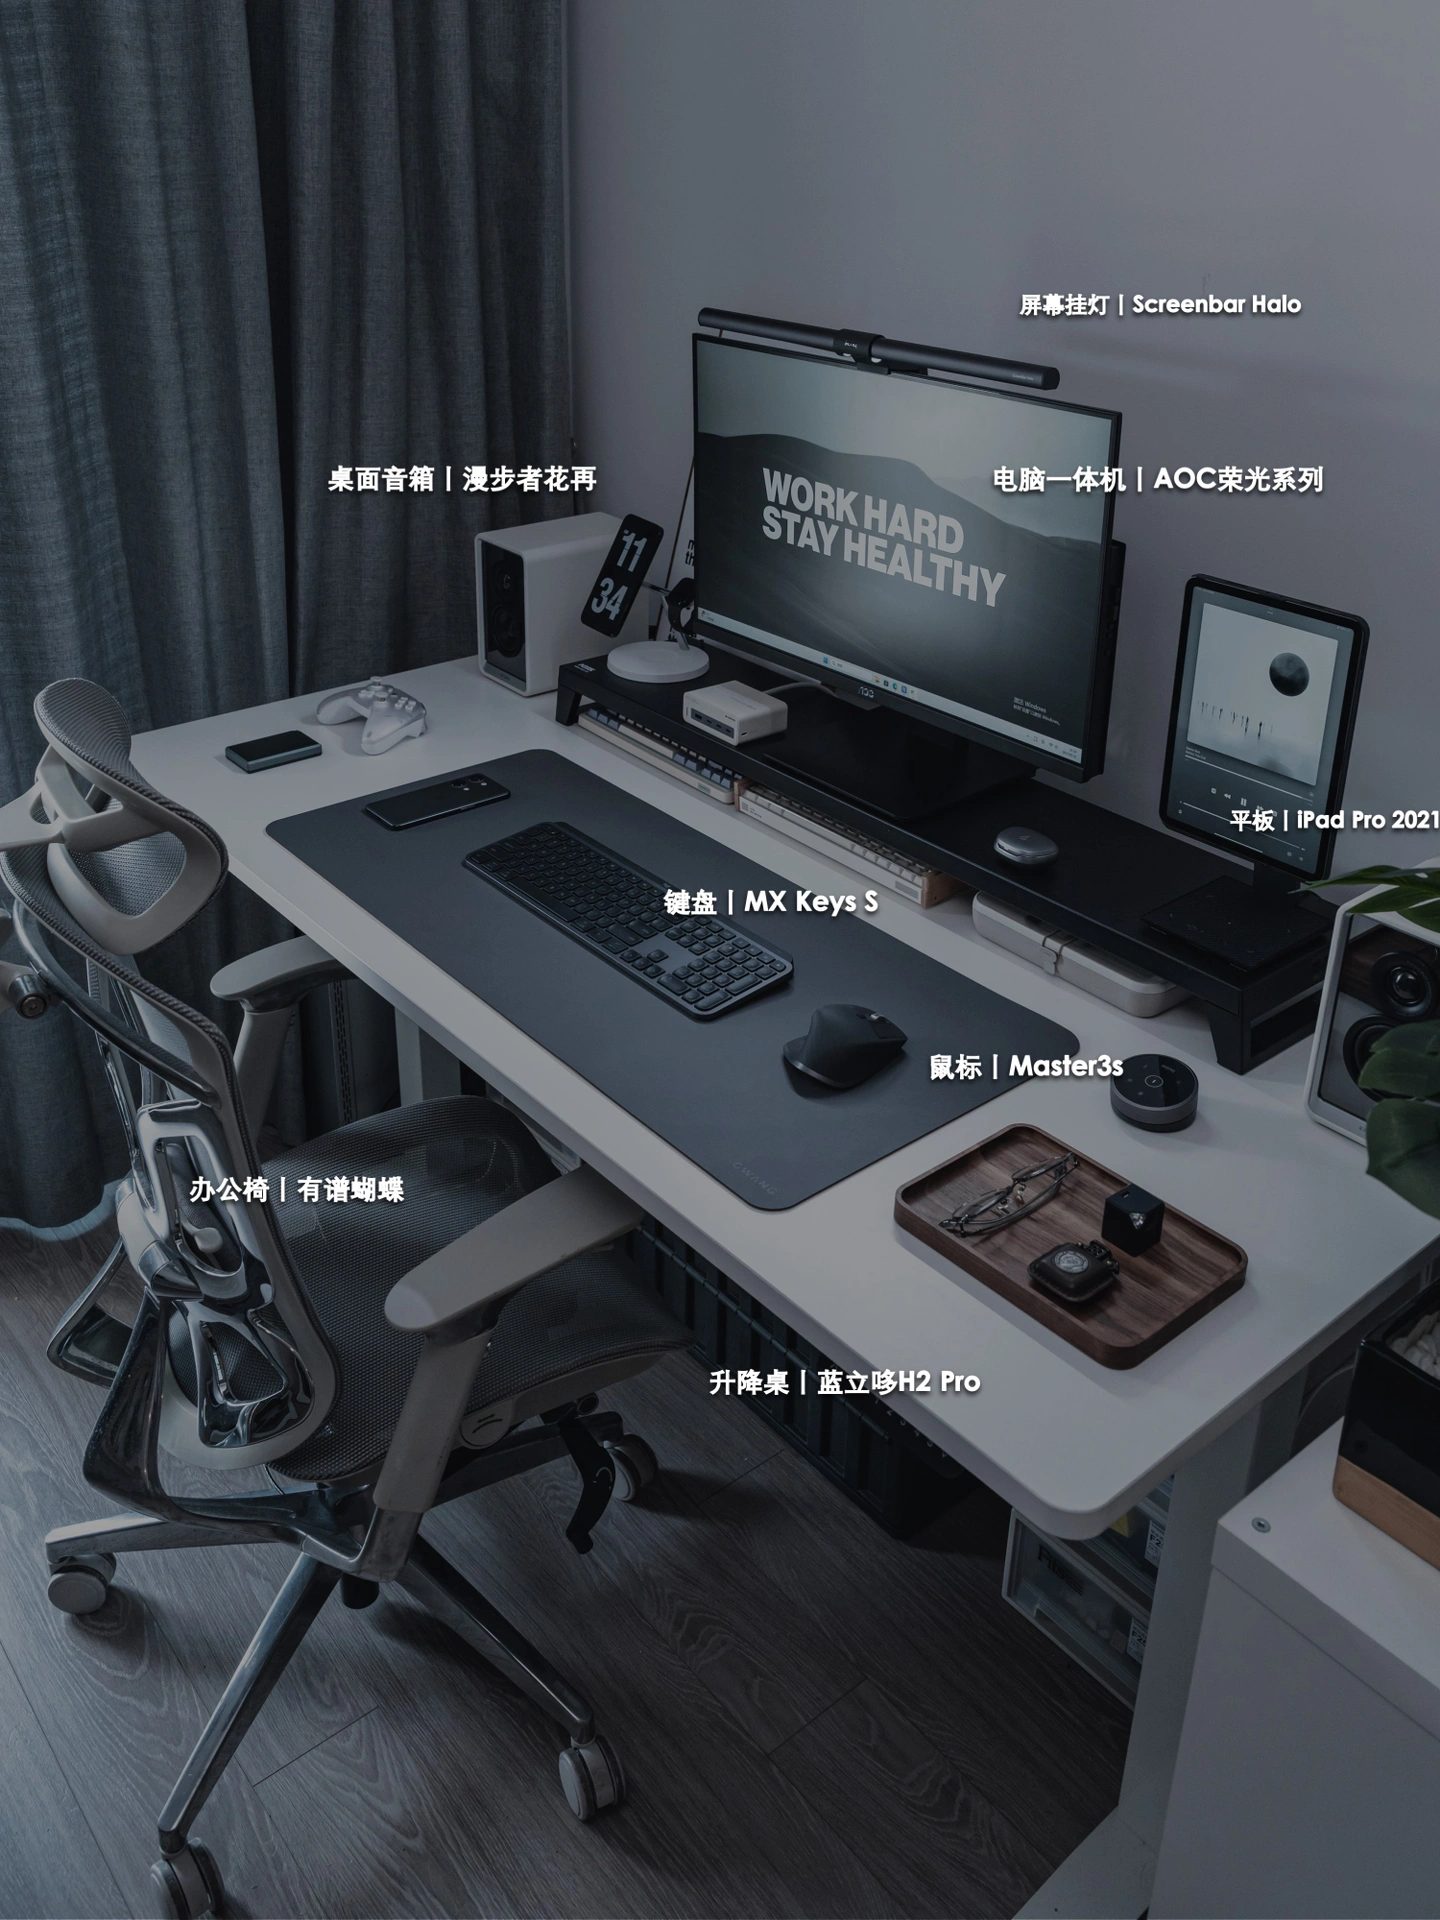 屏幕挂灯丨Screenbar Halo
桌面音箱丨漫步者花再
电脑一体机丨AOC荣光系列
WORK HARD
STAY HEALTHY
11
34
AOC
激活 Windows
平板丨iPad Pro 2021
键盘丨MX Keys S
鼠标丨Master3s
办公椅丨有谱蝴蝶
升降桌丨蓝立哆H2 Pro